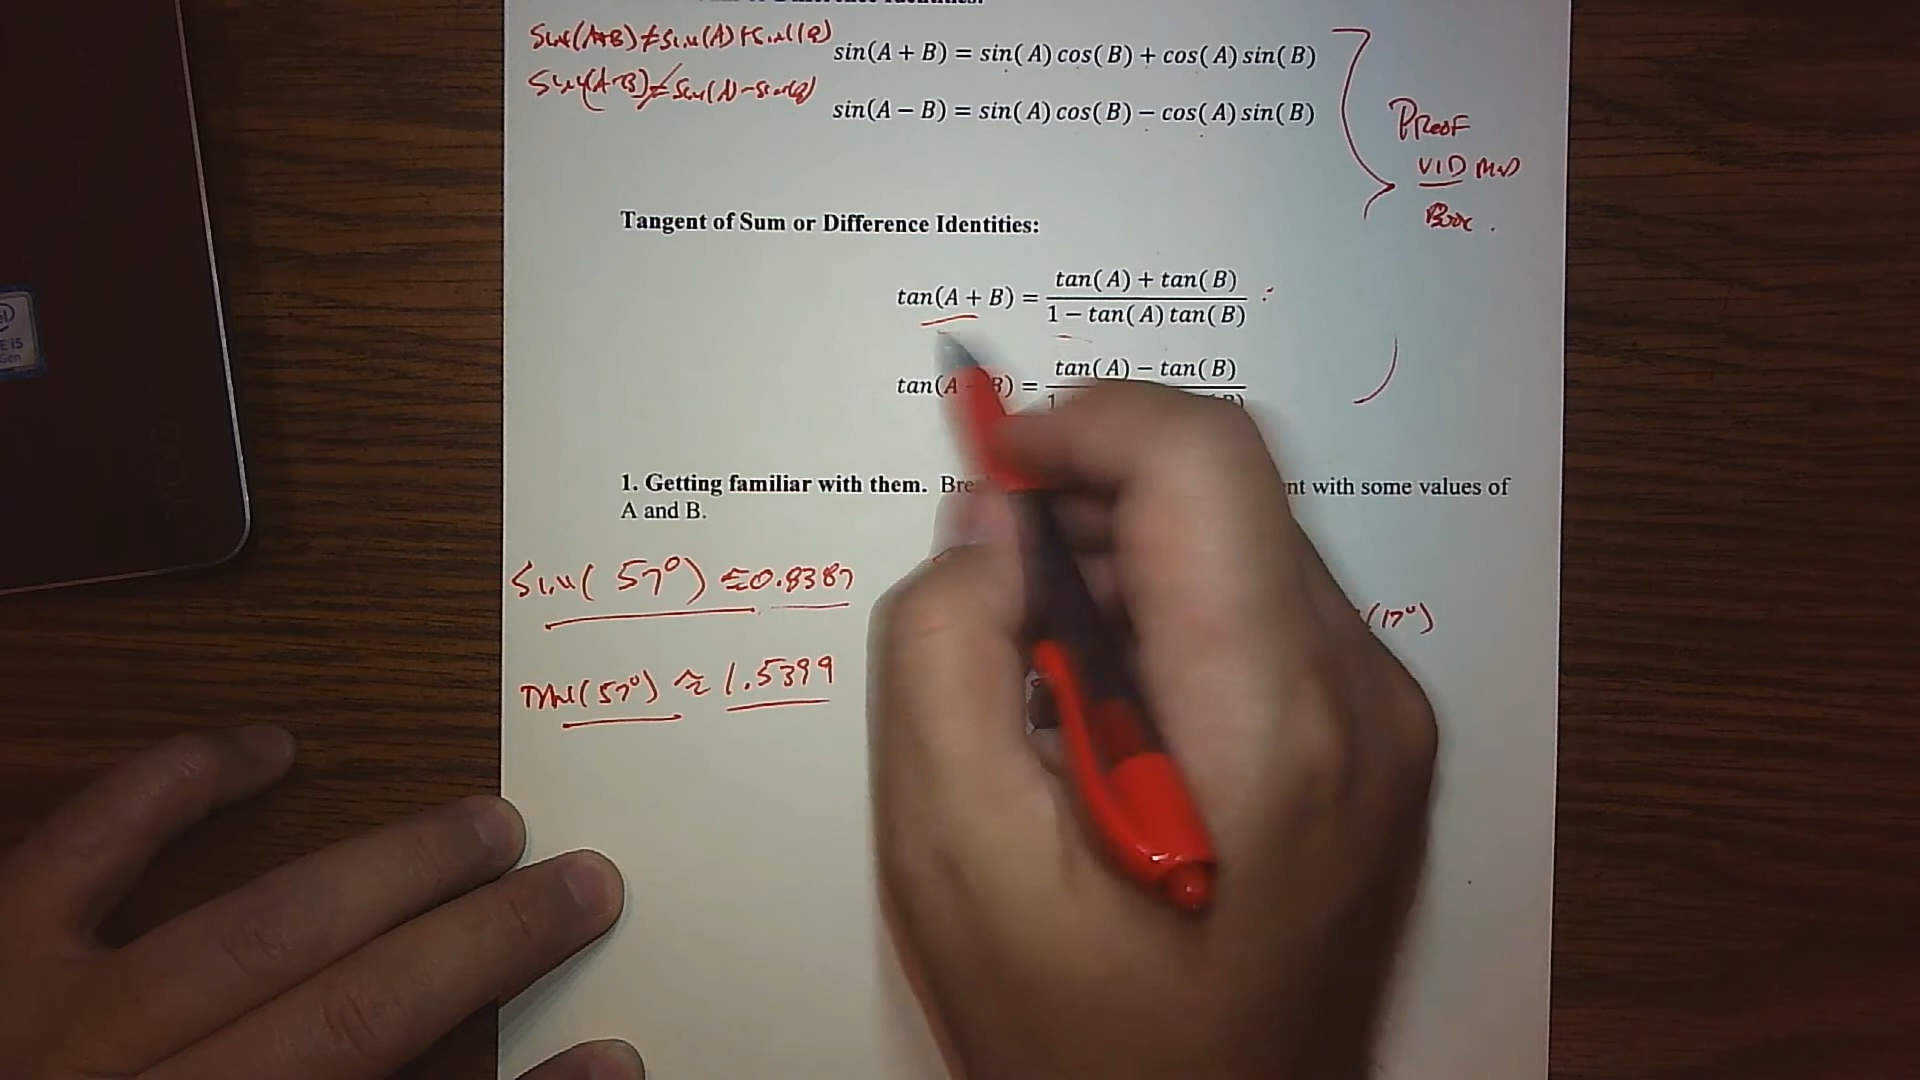 Sin(A+B)≠Sin(A)+Sin(B)
sin(A + B) = sin(A) cos(B) + cos(A) sin(B)
Sin(A-B)≠Sin(A)-Sin(B)
sin(A − B) = sin(A) cos(B) − cos(A) sin(B)
Proof
VID AND
Book.
Tangent of Sum or Difference Identities:
tan(A + B) = tan(A) + tan(B) / 1 − tan(A) tan(B)
tan(A - B) = tan(A) − tan(B)
1
1. Getting familiar with them. nt with some values of
A and B.
Sin( 57°) ≈0.8387
(17°)
TAN(57°) ≈ 1.5399